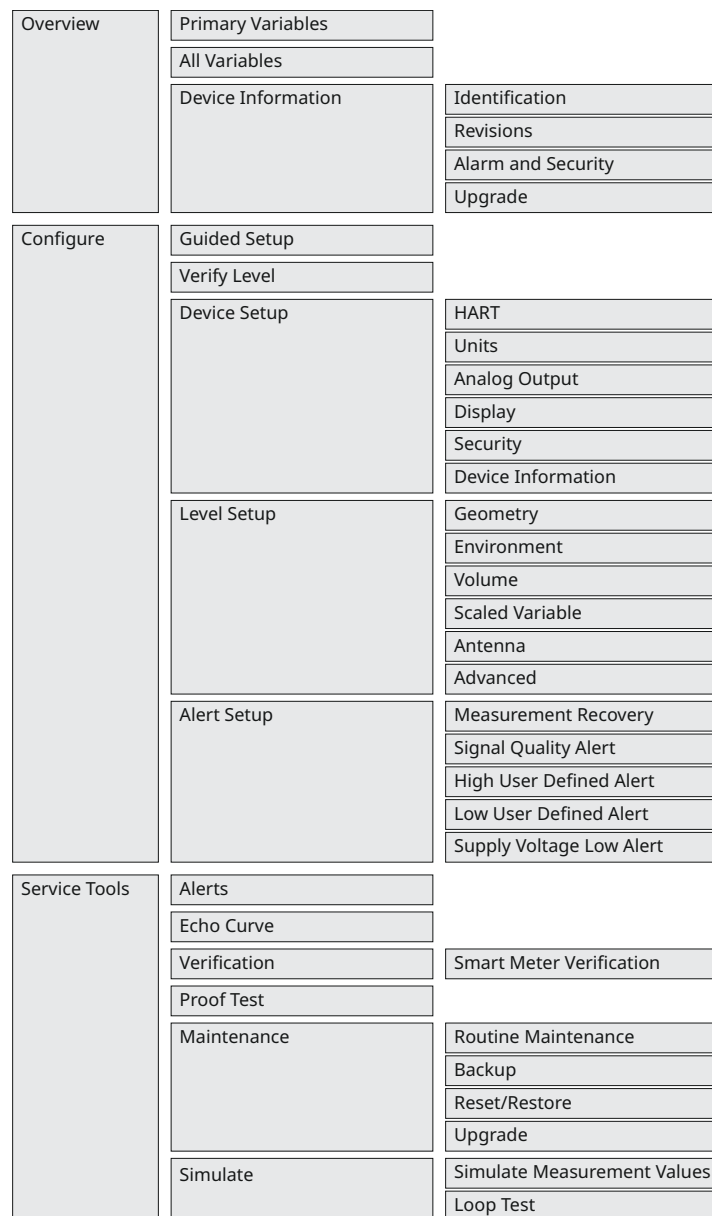 Overview
Primary Variables
All Variables
Device Information
Identification
Revisions
Alarm and Security
Upgrade
Configure
Guided Setup
Verify Level
Device Setup
HART
Units
Analog Output
Display
Security
Device Information
Level Setup
Geometry
Environment
Volume
Scaled Variable
Antenna
Advanced
Alert Setup
Measurement Recovery
Signal Quality Alert
High User Defined Alert
Low User Defined Alert
Supply Voltage Low Alert
Service Tools
Alerts
Echo Curve
Verification
Smart Meter Verification
Proof Test
Maintenance
Routine Maintenance
Backup
Reset/Restore
Upgrade
Simulate
Simulate Measurement Values
Loop Test